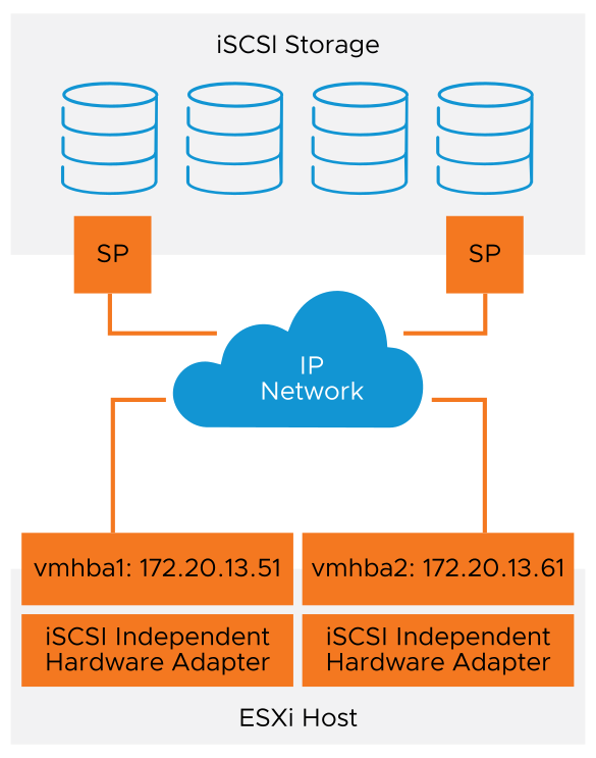 iSCSI Storage
SP
SP
IP
Network
vmhba1: 172.20.13.51
vmhba2: 172.20.13.61
iSCSI Independent
Hardware Adapter
iSCSI Independent
Hardware Adapter
ESXi Host